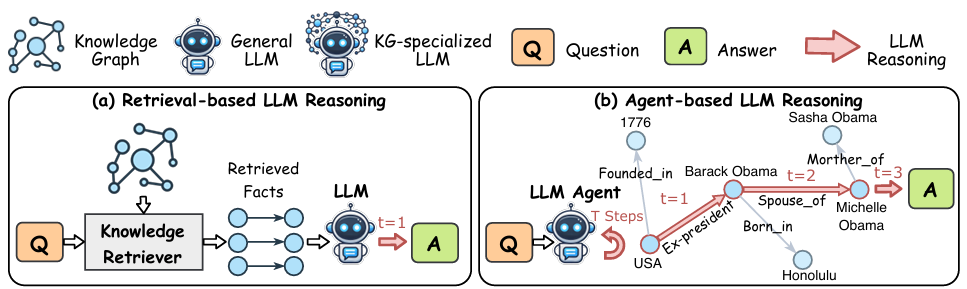 Knowledge
Graph
General
LLM
KG-specialized
LLM
Q
Question
A
Answer
LLM
Reasoning
(a) Retrieval-based LLM Reasoning
Q
Knowledge
Retriever
Retrieved
Facts
LLM
t=1
A
(b) Agent-based LLM Reasoning
Q
LLM Agent
T Steps
1776
Founded_in
USA
t=1
Ex-president
Barack Obama
t=2
Spouse_of
Born_in
Honolulu
Sasha Obama
Morther_of
Michelle
Obama
t=3
A